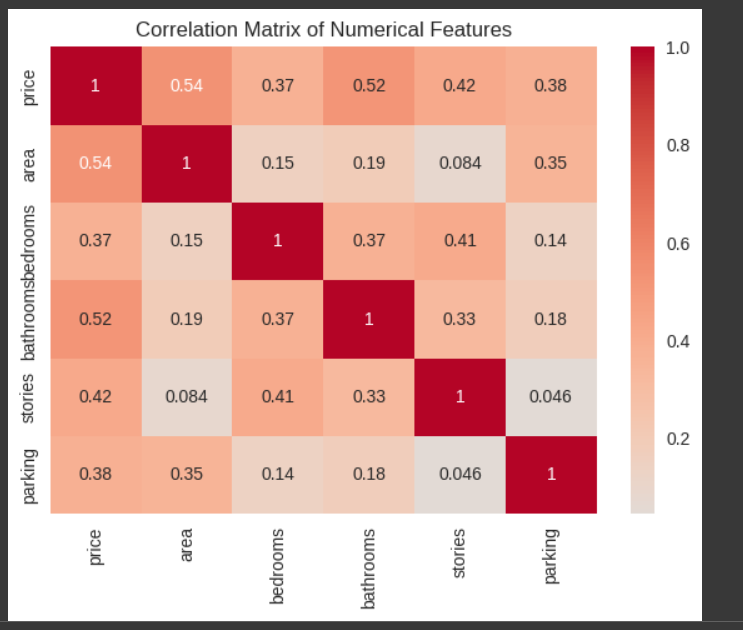 Correlation Matrix of Numerical Features
price 1 0.54 0.37 0.52 0.42 0.38
area 0.54 1 0.15 0.19 0.084 0.35
bedrooms 0.37 0.15 1 0.37 0.41 0.14
bathrooms 0.52 0.19 0.37 1 0.33 0.18
stories 0.42 0.084 0.41 0.33 1 0.046
parking 0.38 0.35 0.14 0.18 0.046 1
price area bedrooms bathrooms stories parking
1.0
0.8
0.6
0.4
0.2